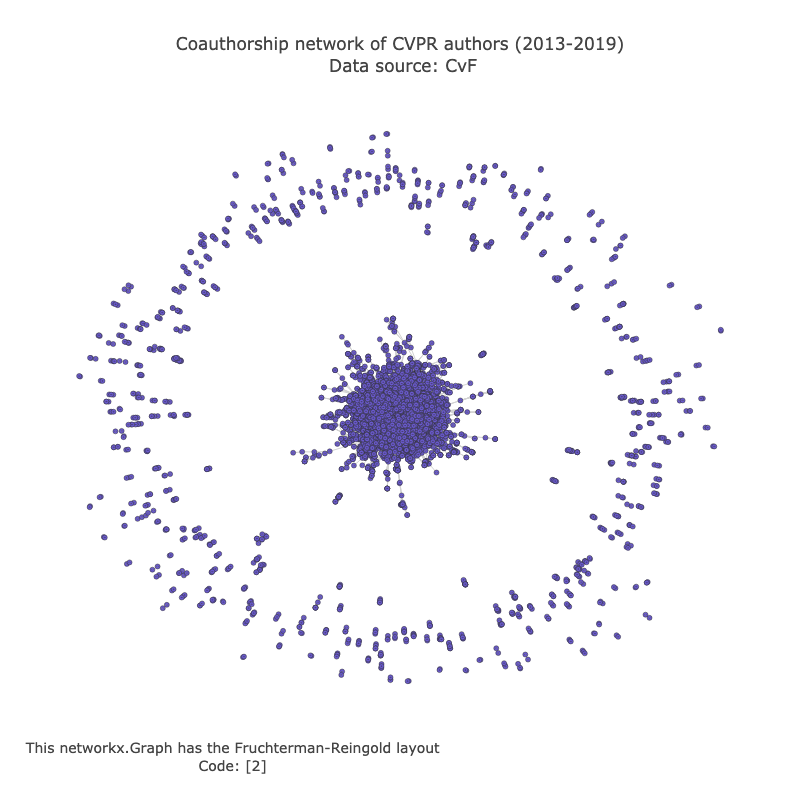 Coauthorship network of CVPR authors (2013-2019)
Data source: CvF
This networkx.Graph has the Fruchterman-Reingold layout
Code: [2]